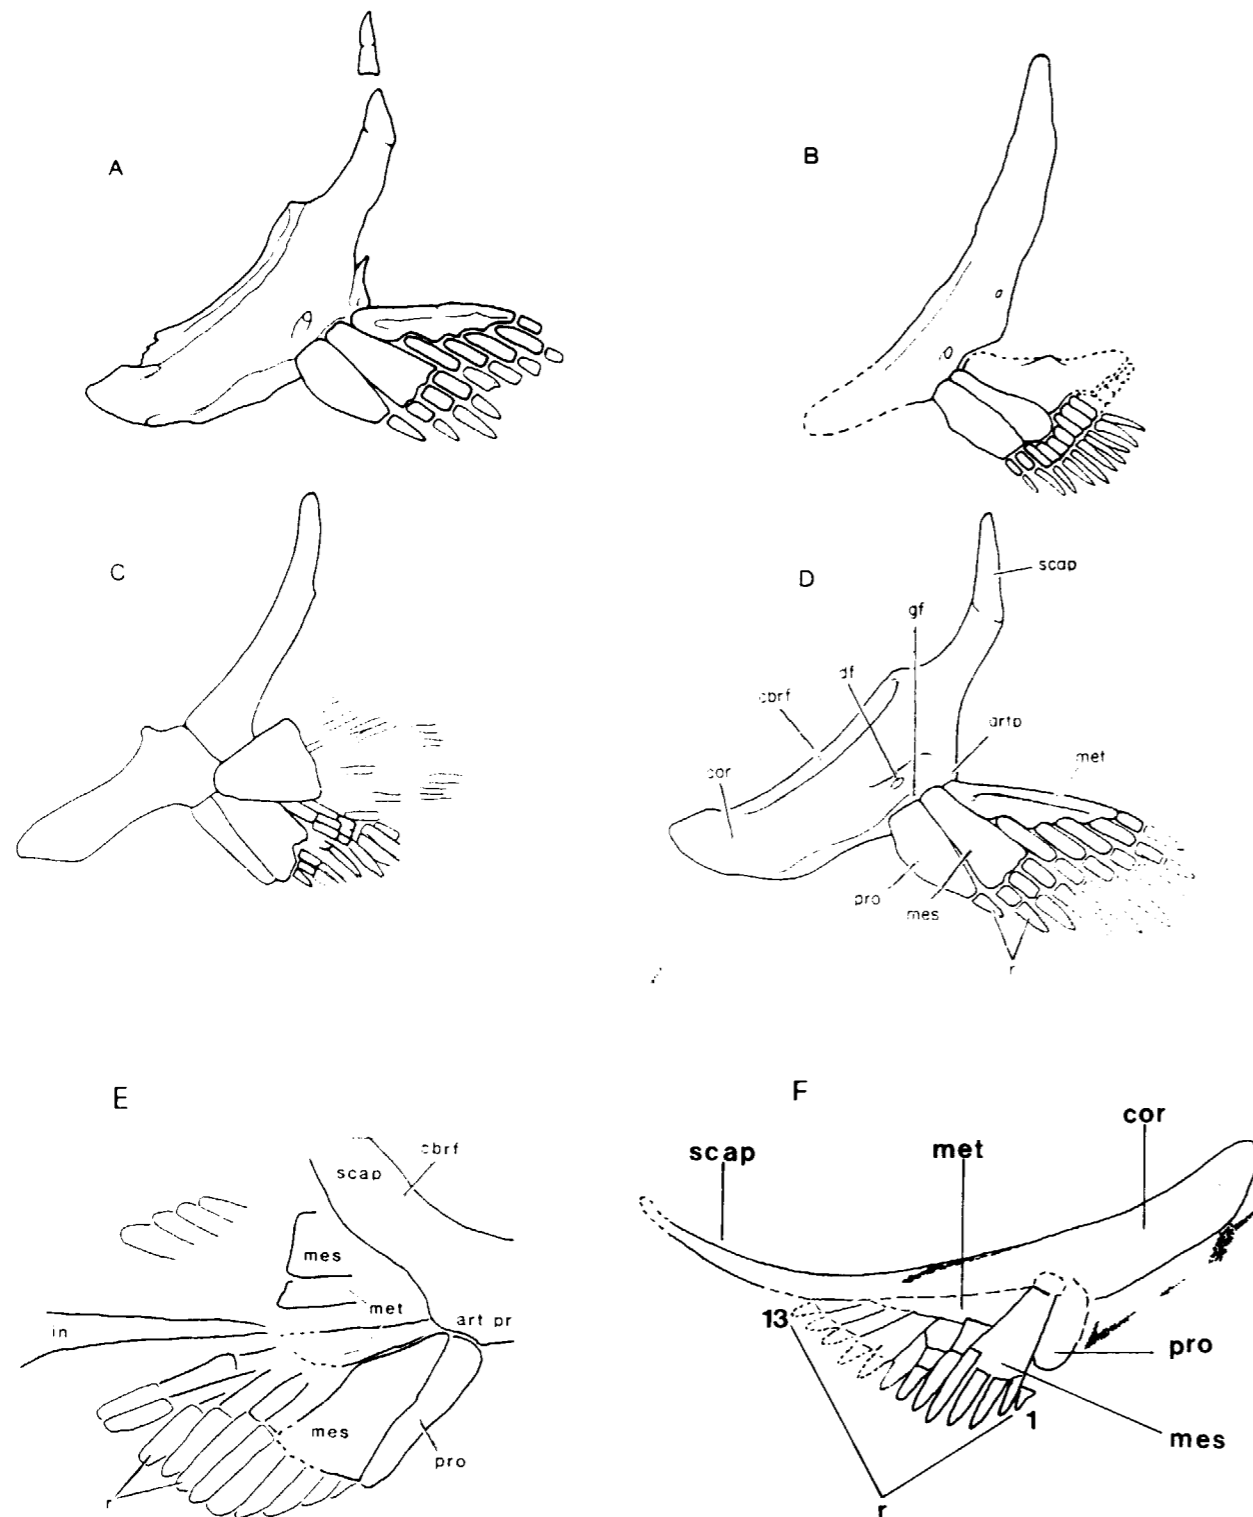 A
B
C
D
scap
gf
df
cbrf
artp
cor
met
pro
mes
r
E
F
cbrf
scap
mes
met
art pr
in
mes
pro
r
cor
scap
met
13
pro
1
mes
r